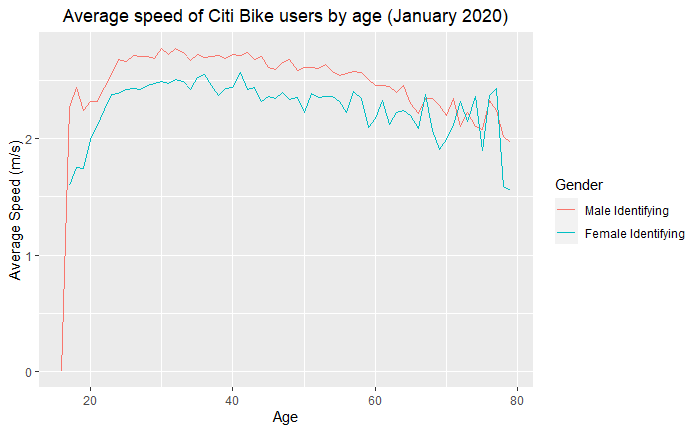 Average speed of Citi Bike users by age (January 2020)
Average Speed (m/s)
2
1
0
20 40 60 80
Age
Gender
Male Identifying
Female Identifying